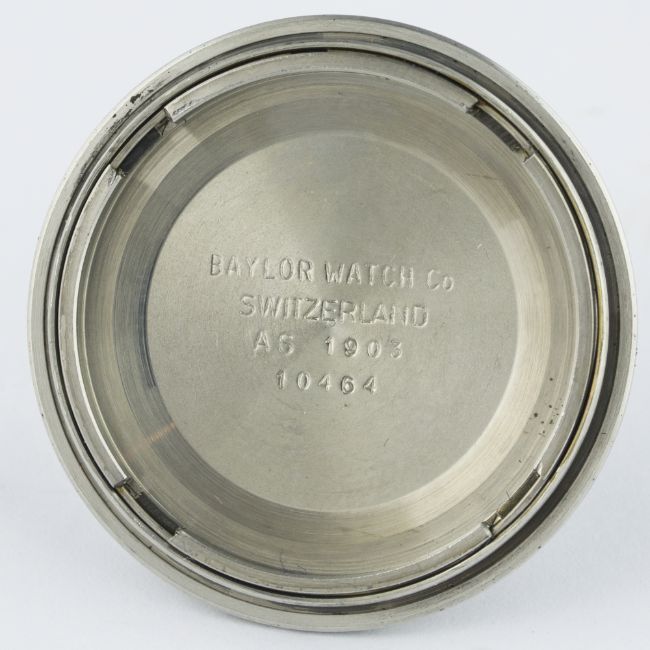 BAYLOR WATCH Co
SWITZERLAND
AS 1903
10464